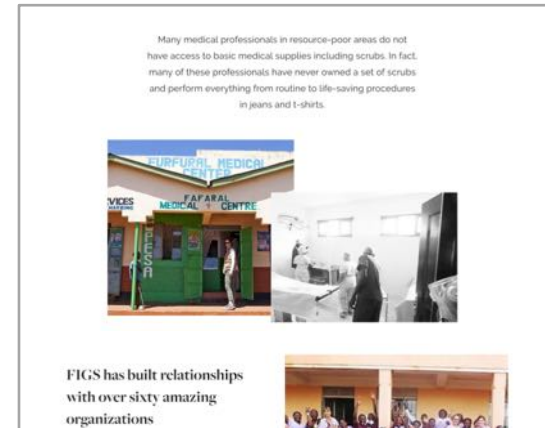 Many medical professionals in resource-poor areas do not
have access to basic medical supplies including scrubs. In fact,
many of these professionals have never owned a set of scrubs
and perform everything from routine to life-saving procedures
in jeans and t-shirts.
FURFURAL MEDICAL
CENTER
FAFARAL
MEDICAL CENTRE
VICES
FIGS has built relationships
with over sixty amazing
organizations